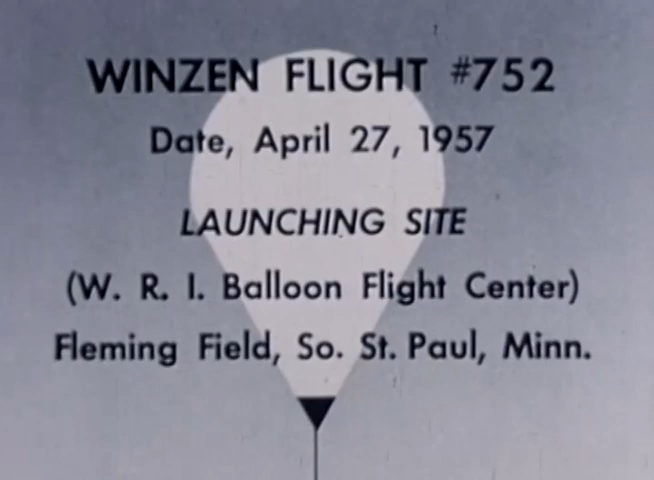 WINZEN FLIGHT #752
Date, April 27, 1957
LAUNCHING SITE
(W. R. I. Balloon Flight Center)
Fleming Field, So. St. Paul, Minn.